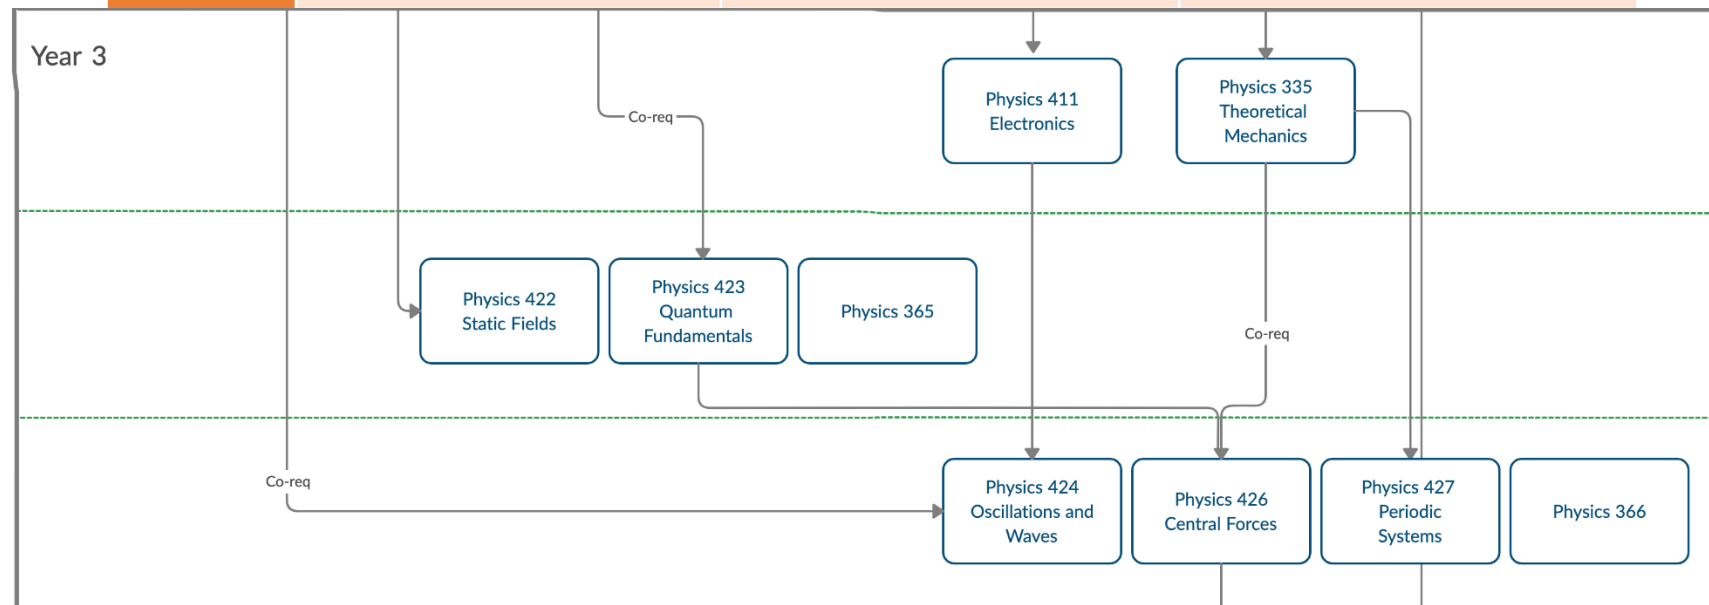 Year 3
Physics 411
Electronics
Physics 335
Theoretical
Mechanics
Co-req
Physics 422
Static Fields
Physics 423
Quantum
Fundamentals
Physics 365
Co-req
Co-req
Physics 424
Oscillations and
Waves
Physics 426
Central Forces
Physics 427
Periodic
Systems
Physics 366